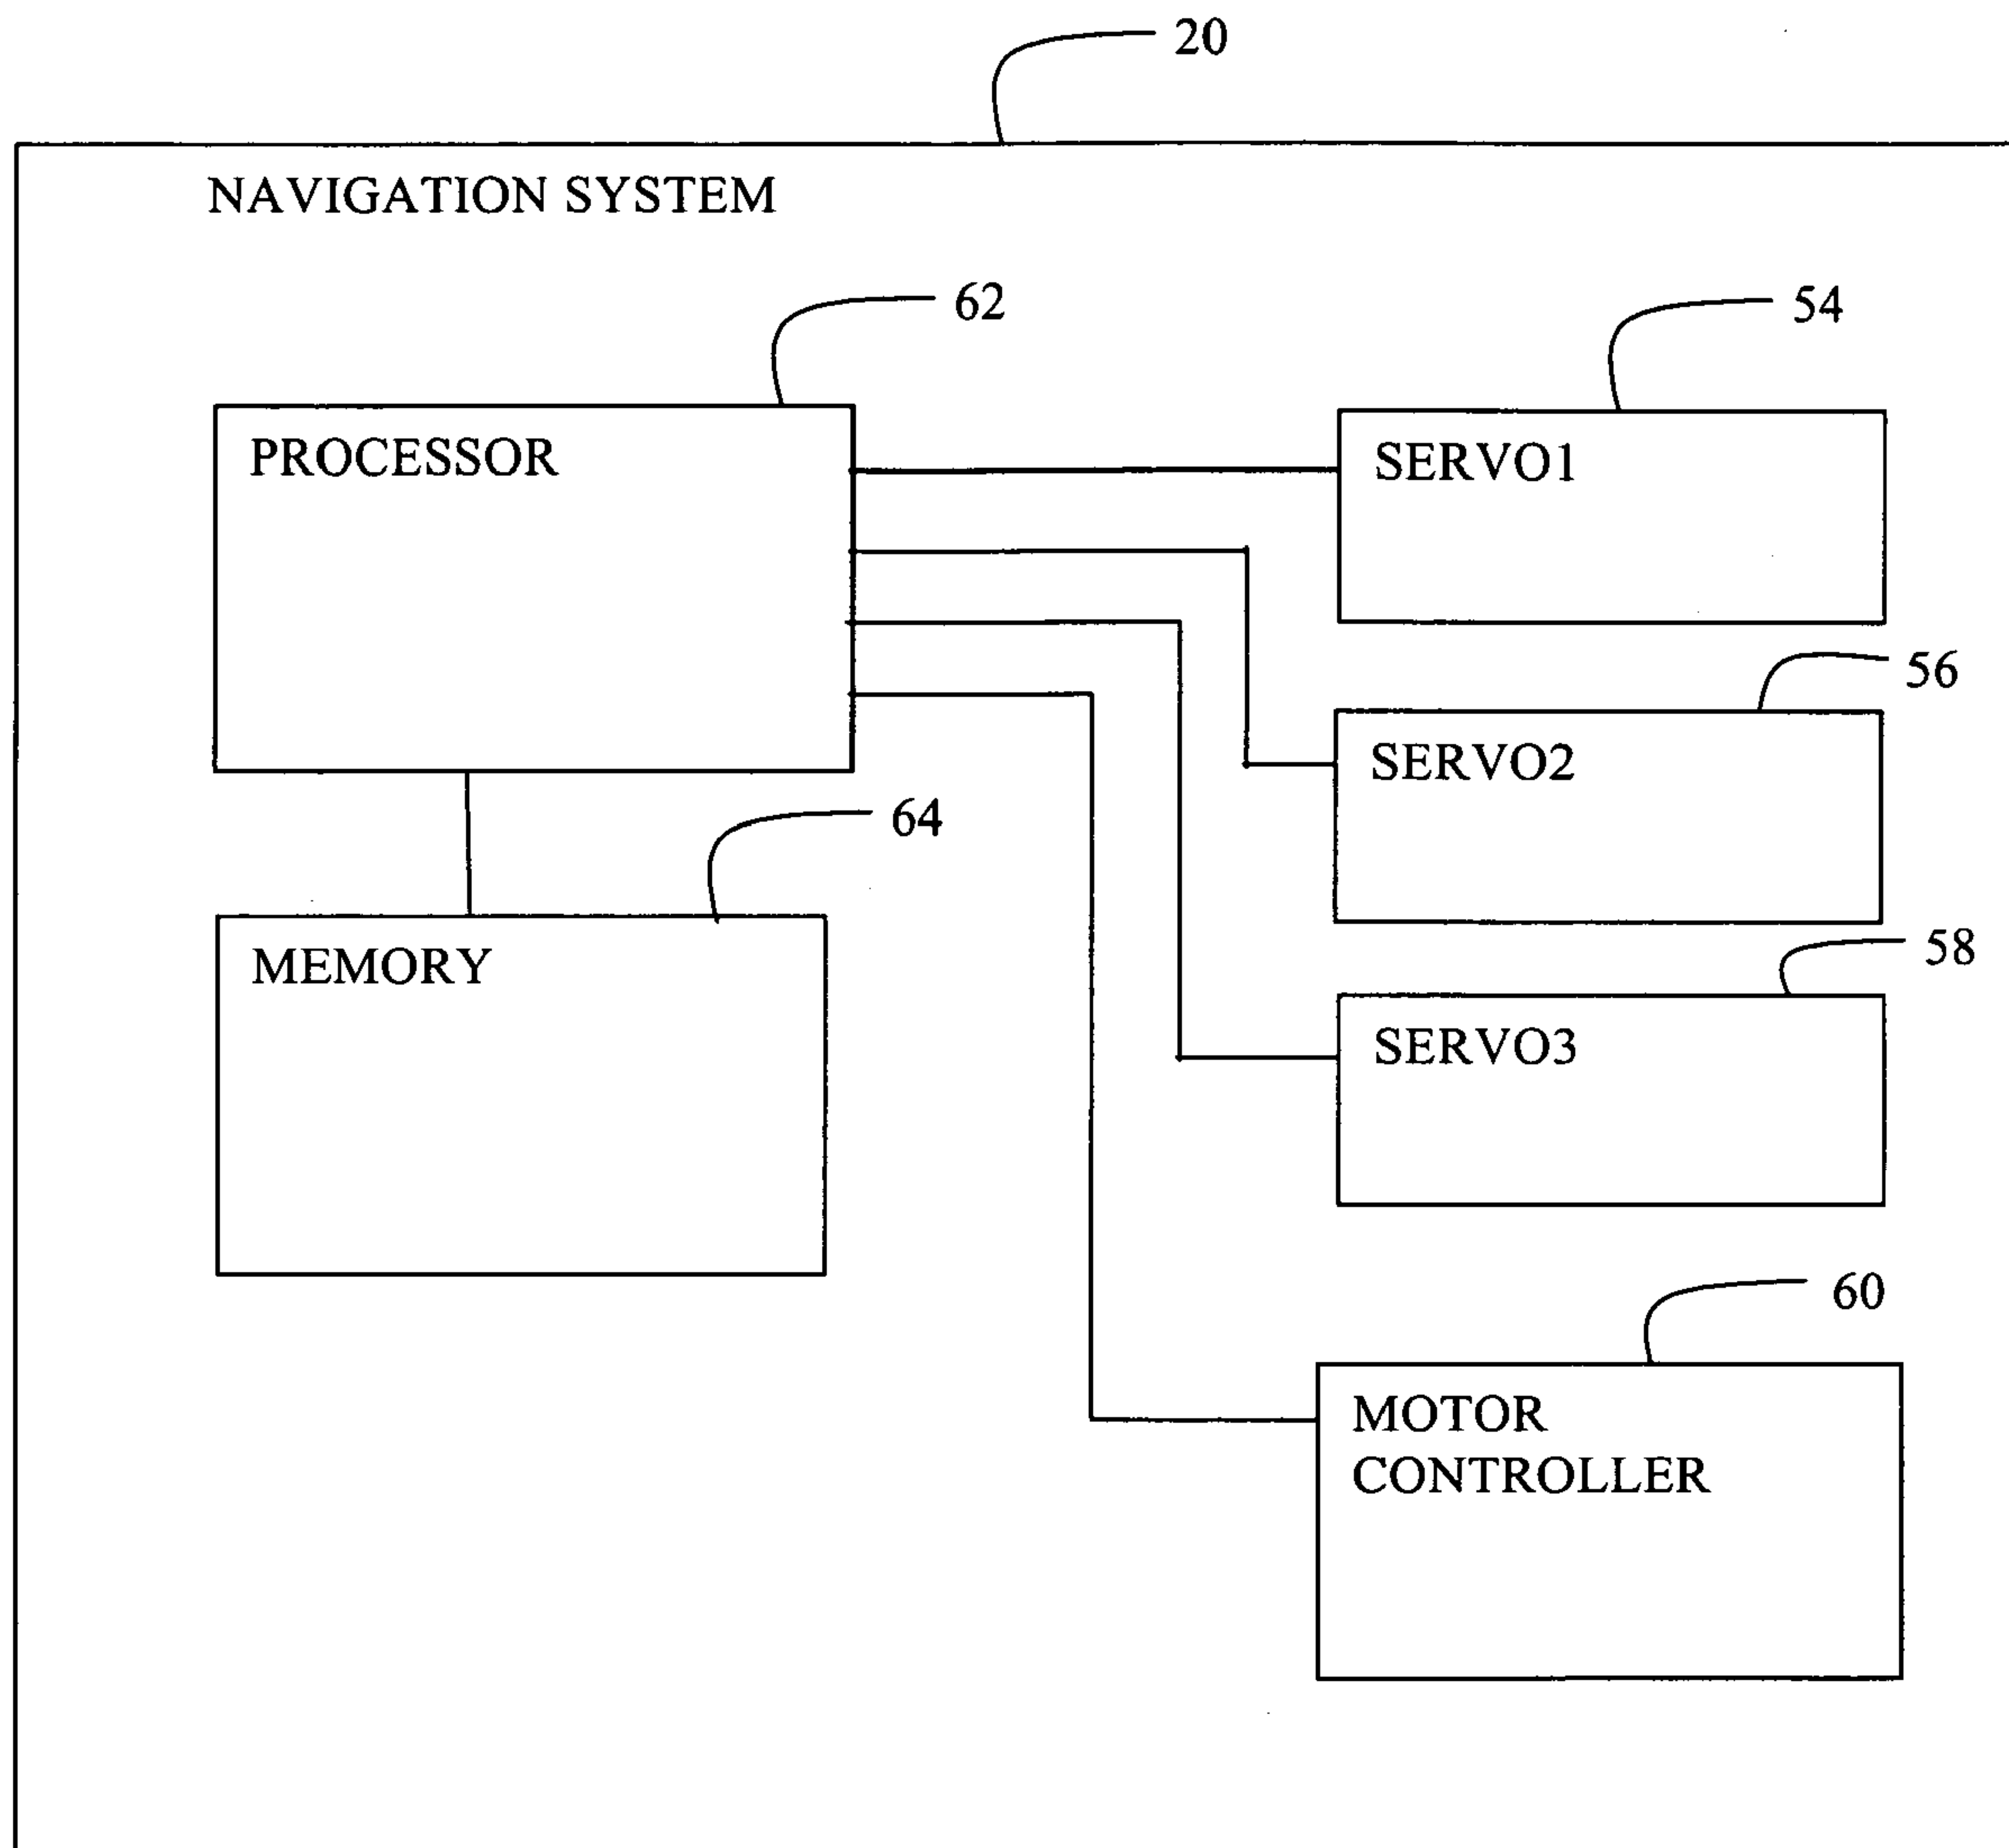 20
NAVIGATION SYSTEM
62
54
PROCESSOR
SERVO1
56
SERVO2
64
58
MEMORY
SERVO3
60
MOTOR
CONTROLLER